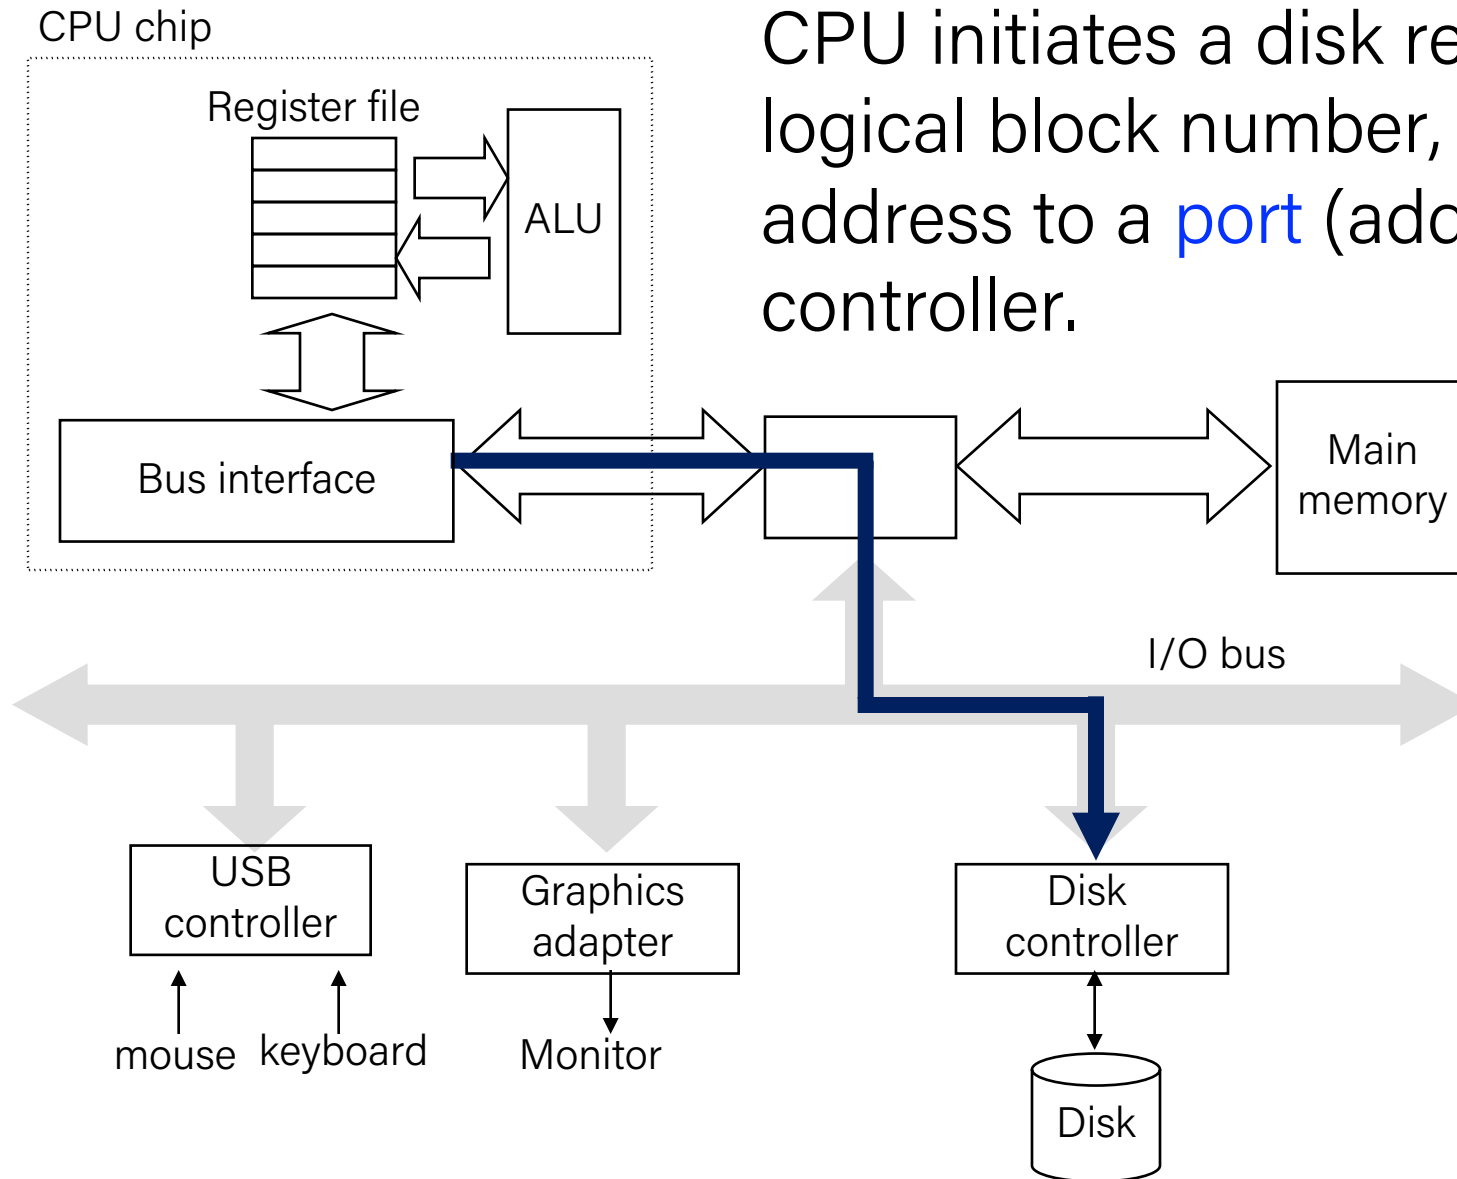 CPU chip
CPU initiates a disk re
logical block number,
address to a port (add
controller.
Register file
ALU
Bus interface
Main
memory
I/O bus
USB
controller
Graphics
adapter
Disk
controller
mouse
keyboard
Monitor
Disk